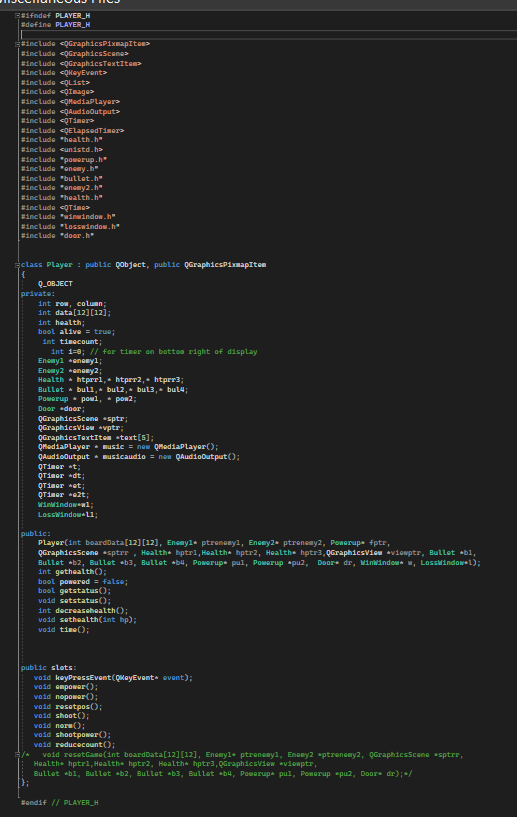 Miscellaneous Files
#ifndef PLAYER_H
#define PLAYER_H
#include <QGraphicsPixmapItem>
#include <QGraphicsScene>
#include <QGraphicsTextItem>
#include <QKeyEvent>
#include <QList>
#include <QImage>
#include <QMediaPlayer>
#include <QAudioOutput>
#include <QTimer>
#include <QElapsedTimer>
#include "health.h"
#include <unistd.h>
#include "powerup.h"
#include "enemy.h"
#include "bullet.h"
#include "enemy2.h"
#include "health.h"
#include <QTime>
#include "winwindow.h"
#include "losswindow.h"
#include "door.h"
class Player : public QObject, public QGraphicsPixmapItem
{
Q_OBJECT
private:
int row, column;
int data[12][12];
int health;
bool alive = true;
int timecount;
int i=0; // for timer on bottom right of display
Enemy1 *enemy1;
Enemy2 *enemy2;
Health * htprr1,* htprr2,* htprr3;
Bullet * bul1,* bul2,* bul3,* bul4;
Powerup * pow1, * pow2;
Door *door;
QGraphicsScene *sptr;
QGraphicsView *vptr;
QGraphicsTextItem *text[5];
QMediaPlayer * music = new QMediaPlayer();
QAudioOutput * musicaudio = new QAudioOutput();
QTimer *t;
QTimer *dt;
QTimer *et;
QTimer *e2t;
WinWindow*w1;
LossWindow*l1;
public:
Player(int boardData[12][12], Enemy1* ptrenemy1, Enemy2* ptrenemy2, Powerup* fptr,
QGraphicsScene *sptrr , Health* hptr1,Health* hptr2, Health* hptr3,QGraphicsView *viewptr, Bullet *b1,
Bullet *b2, Bullet *b3, Bullet *b4, Powerup* pu1, Powerup *pu2,  Door* dr, WinWindow* w, LossWindow*l);
int gethealth();
bool powered = false;
bool getstatus();
void setstatus();
int decreasehealth();
void sethealth(int hp);
void time();
public slots:
void keyPressEvent(QKeyEvent* event);
void empower();
void nopower();
void resetpos();
void shoot();
void norm();
void shootpower();
void reducecount();
/*   void resetGame(int boardData[12][12], Enemy1* ptrenemy1, Enemy2 *ptrenemy2, QGraphicsScene *sptrr,
Health* hptr1,Health* hptr2, Health* hptr3,QGraphicsView *viewptr,
Bullet *b1, Bullet *b2, Bullet *b3, Bullet *b4, Powerup* pu1, Powerup *pu2, Door* dr);*/
};
#endif // PLAYER_H